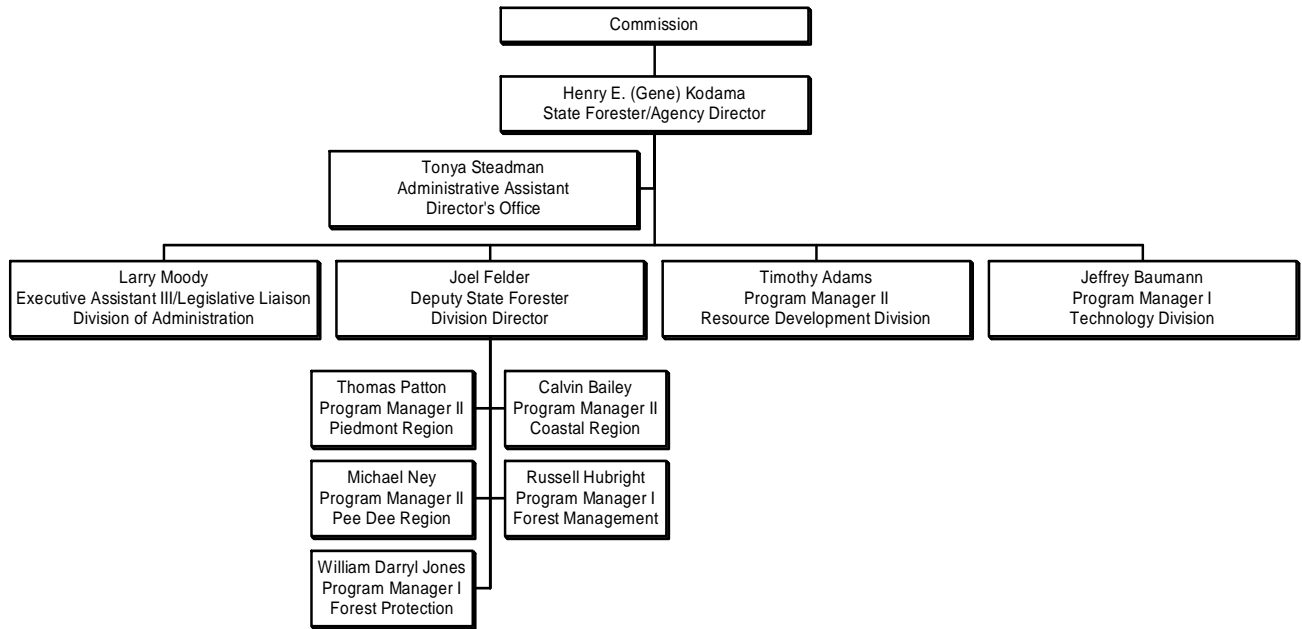 Commission
Henry E. (Gene) Kodama
State Forester/Agency Director
Tonya Steadman
Administrative Assistant
Director's Office
Larry Moody
Executive Assistant III/Legislative Liaison
Division of Administration
Joel Felder
Deputy State Forester
Division Director
Timothy Adams
Program Manager II
Resource Development Division
Jeffrey Baumann
Program Manager I
Technology Division
Thomas Patton
Program Manager II
Piedmont Region
Calvin Bailey
Program Manager II
Coastal Region
Michael Ney
Program Manager II
Pee Dee Region
Russell Hubright
Program Manager I
Forest Management
William Darryl Jones
Program Manager I
Forest Protection